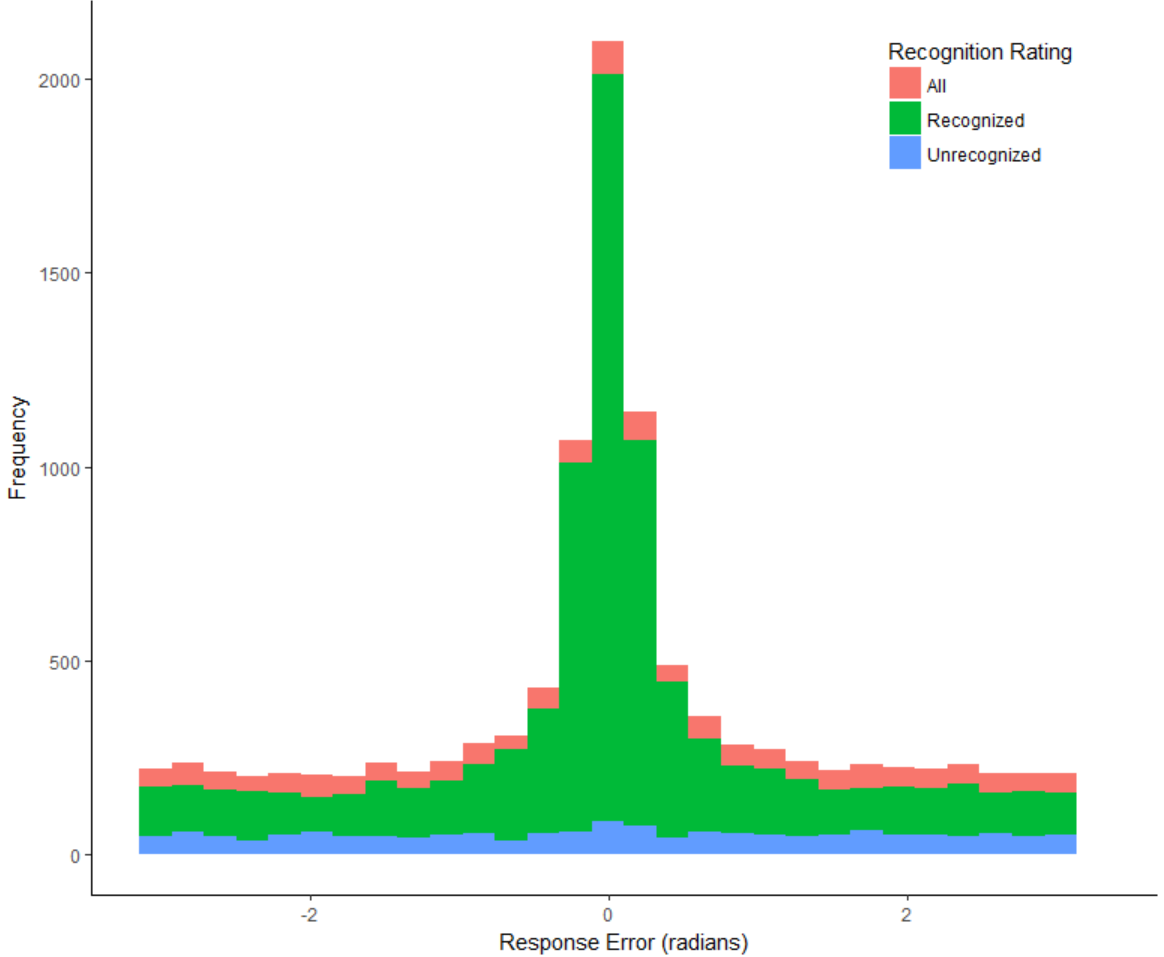 Recognition Rating
All
Recognized
Unrecognized
2000
1500
1000
500
0
Frequency
-2
0
2
Response Error (radians)